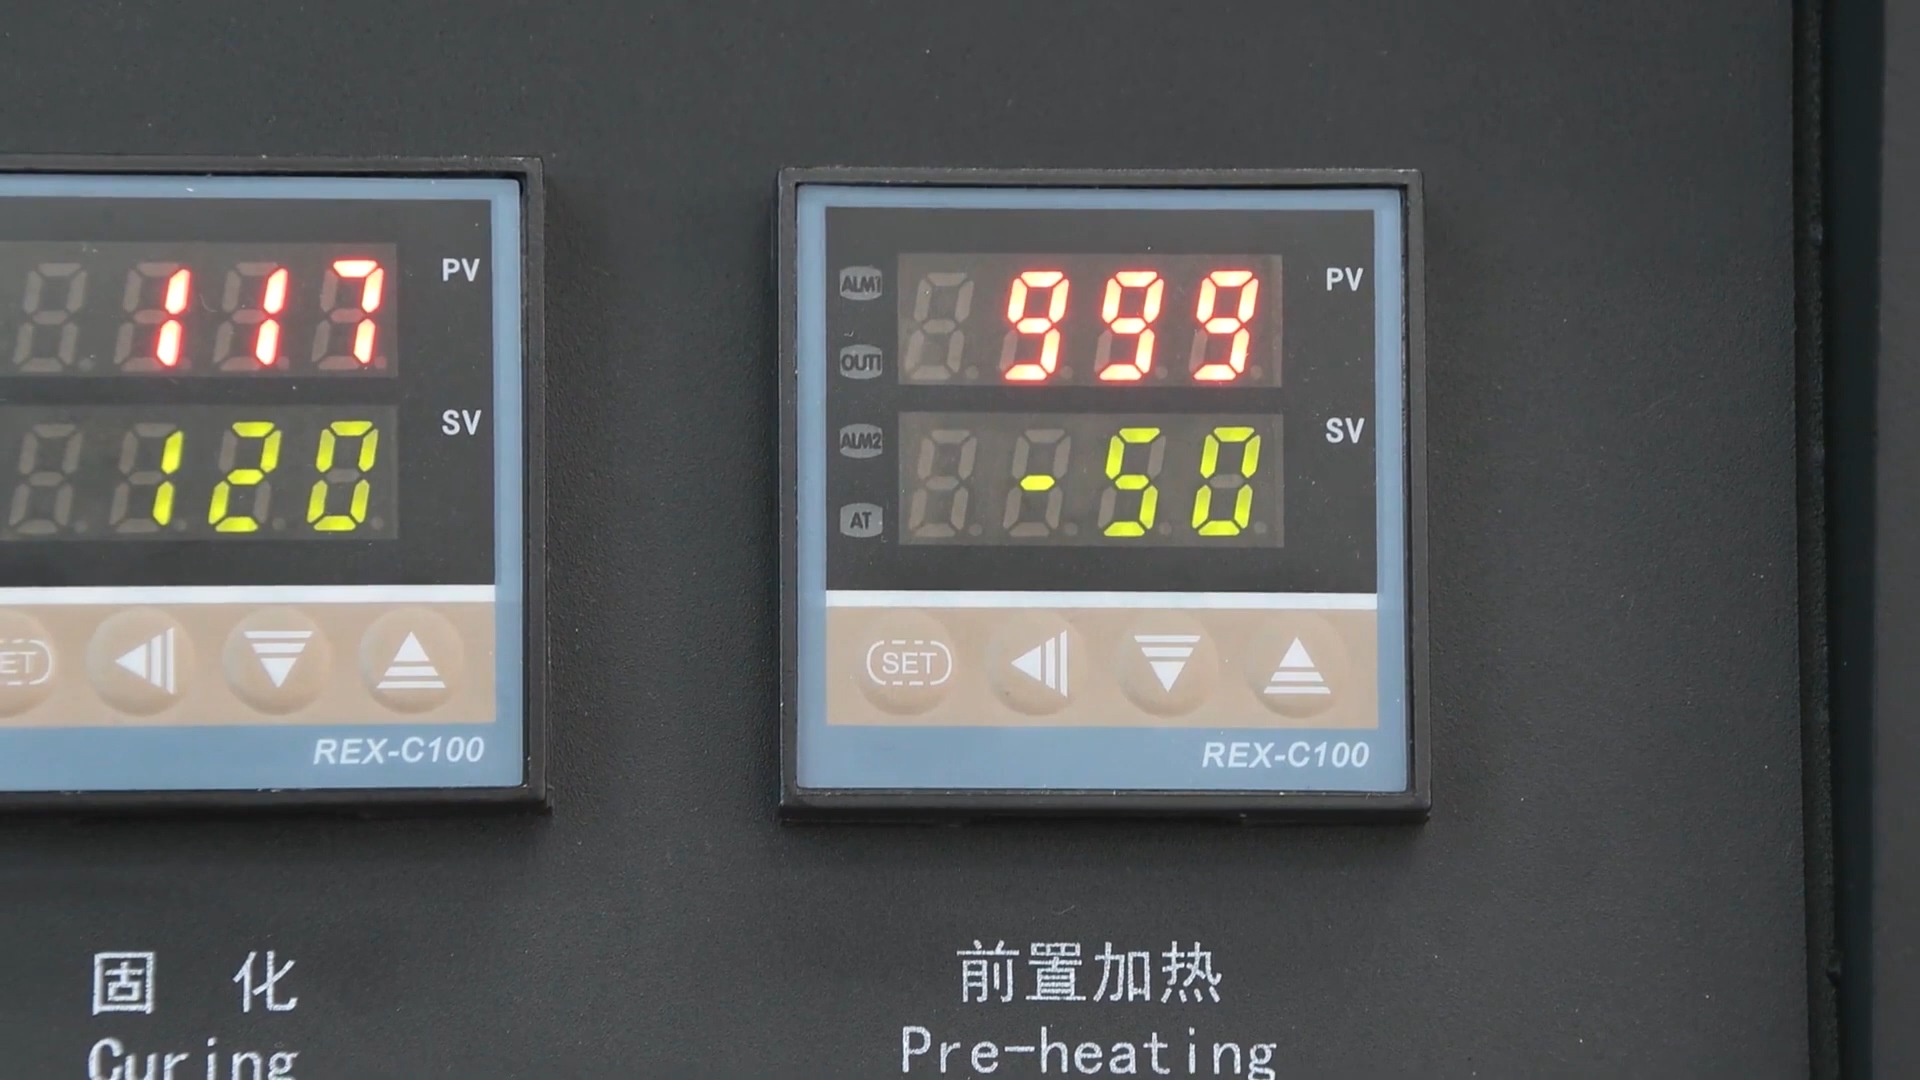 117 PV
120 SV
ET
REX-C100
固 化
Curing
ALM1 999 PV
OUT1
ALM2 -50 SV
AT
SET
REX-C100
前置加热
Pre-heating